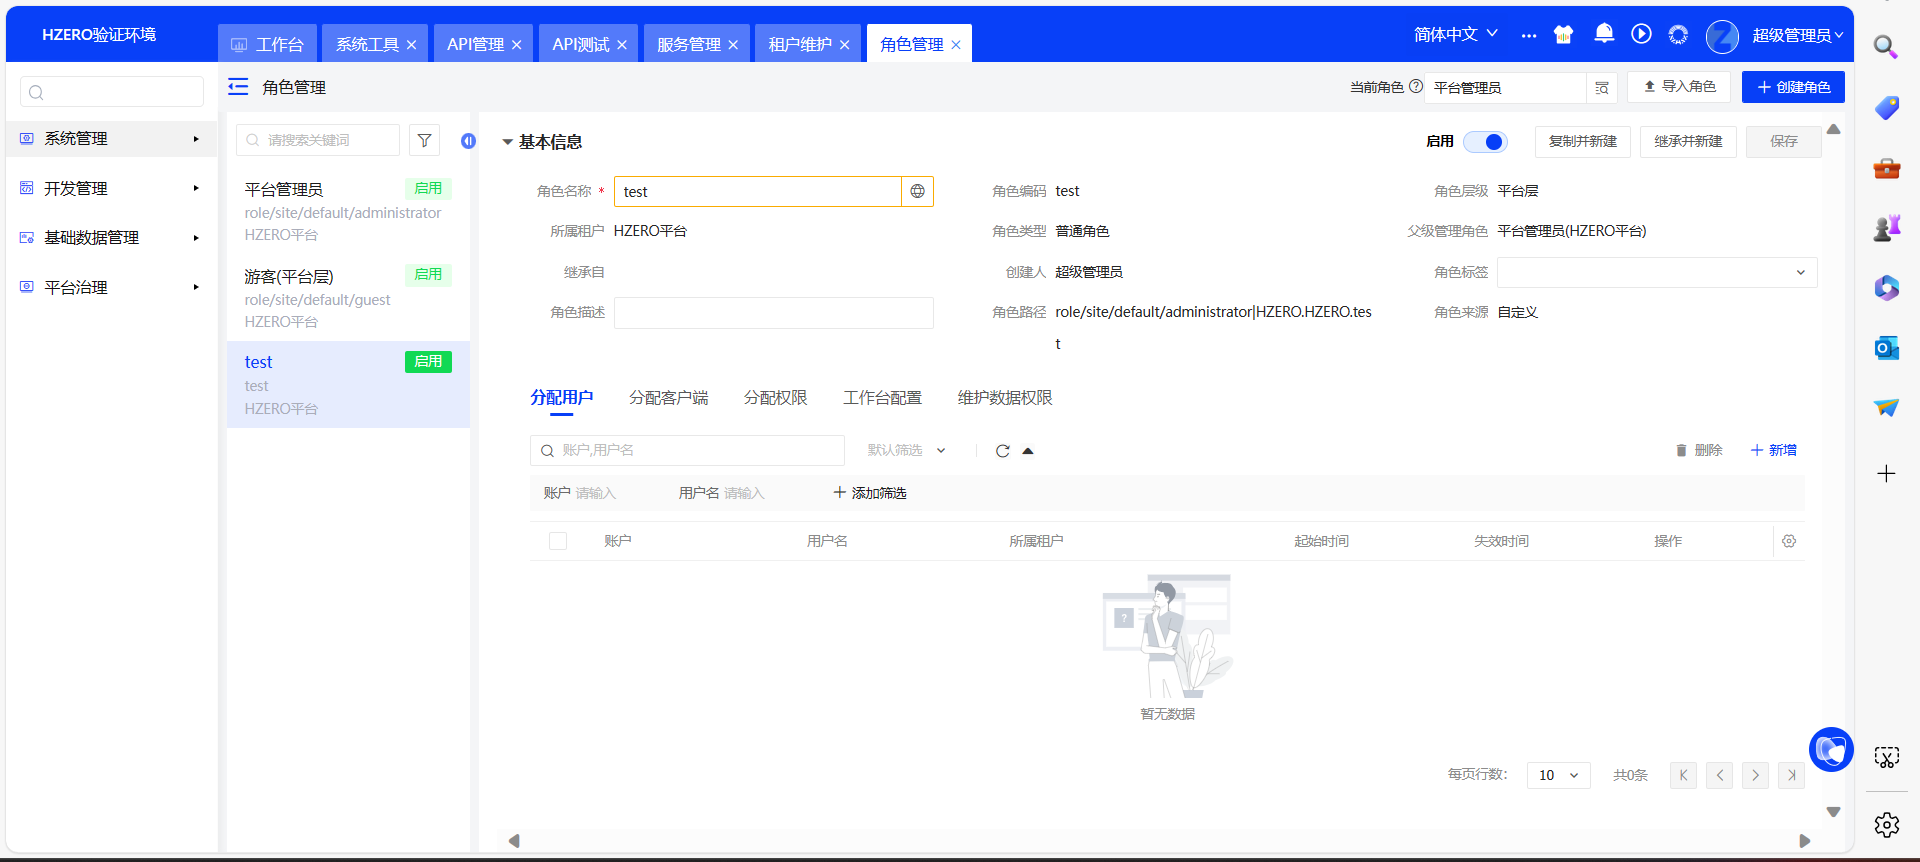 HZERO验证环境
工作台 系统工具 API管理 API测试 服务管理 租户维护 角色管理
简体中文 ··· 超级管理员
角色管理
当前角色 平台管理员 导入角色 创建角色
系统管理
开发管理
基础数据管理
平台治理
请搜索关键词
平台管理员 启用
role/site/default/administrator
HZERO平台
游客(平台层) 启用
role/site/default/guest
HZERO平台
test 启用
test
HZERO平台
基本信息 启用 复制并新建 继承并新建 保存
角色名称 * test 角色编码 test 角色层级 平台层
所属租户 HZERO平台 角色类型 普通角色 父级管理角色 平台管理员(HZERO平台)
继承自 创建人 超级管理员 角色标签
角色描述 角色路径 role/site/default/administrator|HZERO.HZERO.tes 角色来源 自定义
t
分配用户 分配客户端 分配权限 工作台配置 维护数据权限
账户,用户名 默认筛选 删除 新增
账户 请输入 用户名 请输入 添加筛选
账户 用户名 所属租户 起始时间 失效时间 操作
?
暂无数据
每页行数: 10 共0条